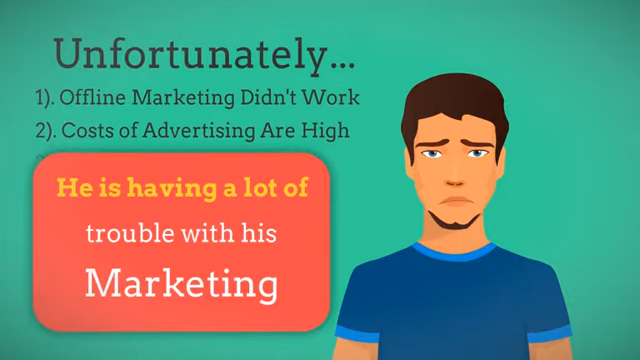 Unfortunately...
1). Offline Marketing Didn't Work
2). Costs of Advertising Are High
He is having a lot of
trouble with his
Marketing